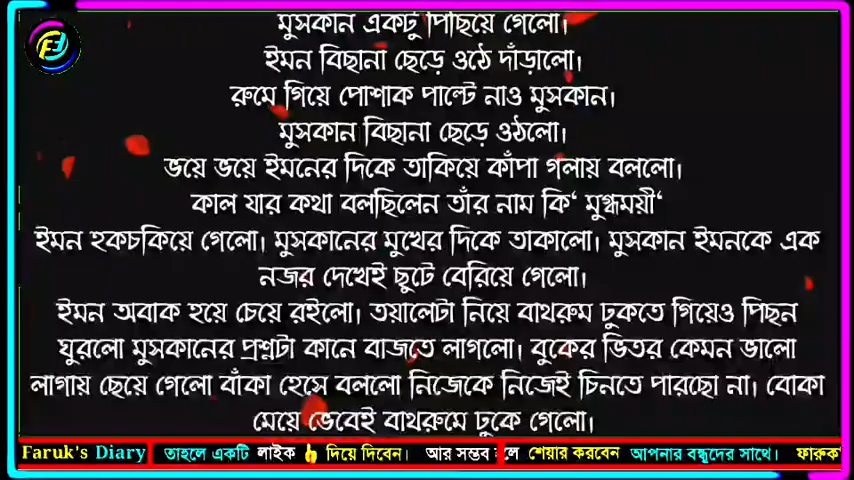 মুসকান একটু পিছিয়ে গেলো।
ইমন বিছানা ছেড়ে ওঠে দাঁড়ালো।
রুমে গিয়ে পোশাক পাল্টে নাও মুসকান।
মুসকান বিছানা ছেড়ে ওঠলো।
ভয়ে ভয়ে ইমনের দিকে তাকিয়ে কাঁপা গলায় বললো।
কাল যার কথা বলছিলেন তাঁর নাম কি‘ মুগ্ধময়ী‘
ইমন হকচকিয়ে গেলো। মুসকানের মুখের দিকে তাকালো। মুসকান ইমনকে এক
নজর দেখেই ছুটে বেরিয়ে গেলো।
ইমন অবাক হয়ে চেয়ে রইলো। তয়ালেটা নিয়ে বাথরুম ঢুকতে গিয়েও পিছন
ঘুরলো মুসকানের প্রশ্নটা কানে বাজতে লাগলো। বুকের ভিতর কেমন ভালো
লাগায় ছেয়ে গেলো বাঁকা হেসে বললো নিজেকে নিজেই চিনতে পারছো না। বোকা
মেয়ে ভেবেই বাথরুমে ঢুকে গেলো।
Faruk's Diary তাহলে একটি লাইক 👆 দিয়ে দিবেন। আর সম্ভব লে শেয়ার করবেন আপনার বন্ধুদের সাথে। ফারুক